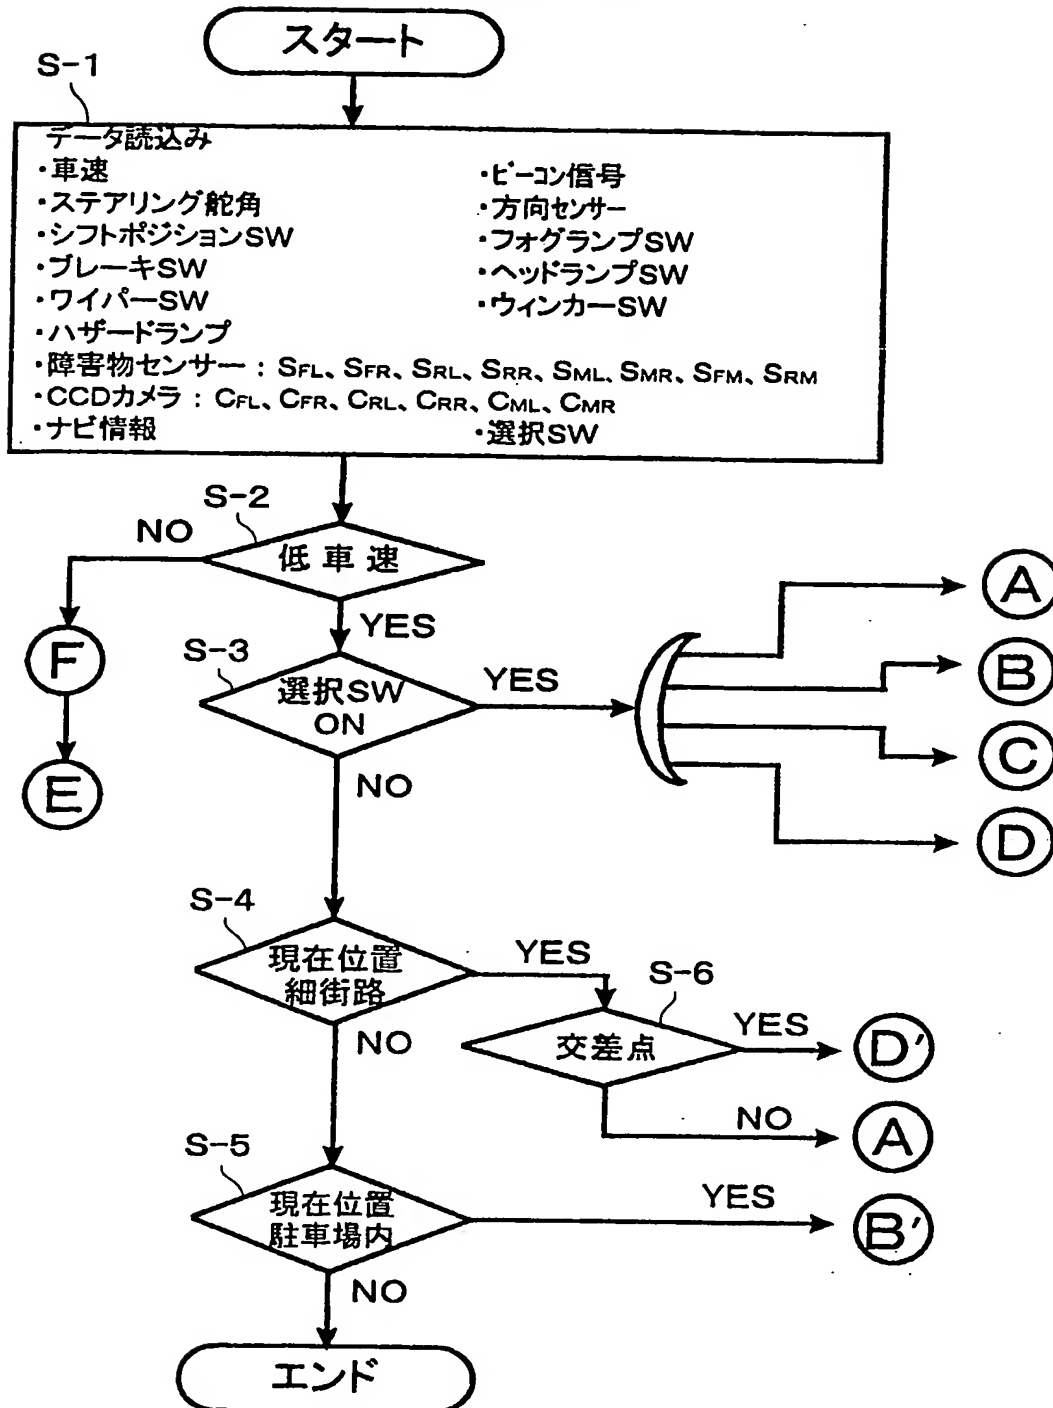 スタート
S-1
データ読込み
・車速
・ビーコン信号
・ステアリング舵角
・方向センサー
・シフトポジションSW
・フォグランプSW
・ブレーキSW
・ヘッドランプSW
・ワイパーSW
・ウィンカーSW
・ハザードランプ
・障害物センサー：SFL、SFR、SRL、SRR、SML、SMR、SFM、SRM
・CCDカメラ：CFL、CFR、CRL、CRR、CML、CMR
・ナビ情報
・選択SW
S-2
NO
低車速
YES
A
F
S-3
選択SW
ON
YES
B
C
E
NO
D
S-4
現在位置
細街路
YES
S-6
NO
交差点
YES
D′
NO
A
S-5
現在位置
駐車場内
YES
B′
NO
エンド